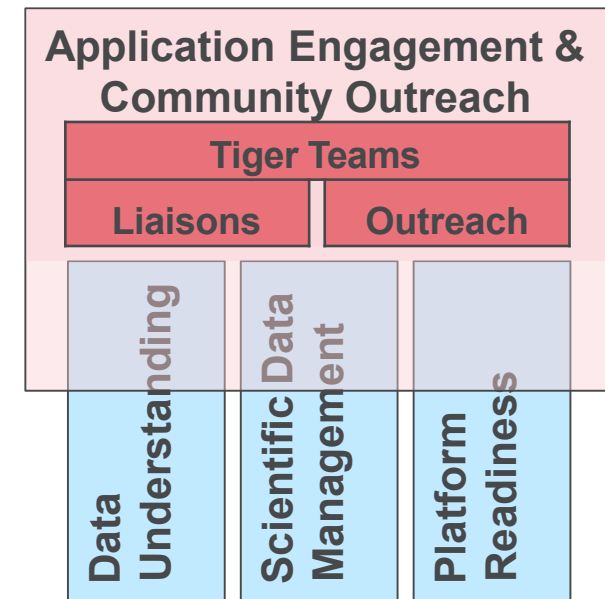 Application Engagement &
Community Outreach
Tiger Teams
Liaisons
Outreach
Data
Understanding
Scientific Data
Management
Platform
Readiness